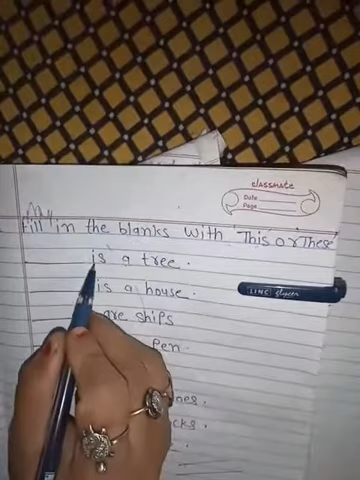 classmate
Date
Page
Fill in the blanks with "This or These
is a tree.
is a house.
LINC glycer
are ships
Pen.